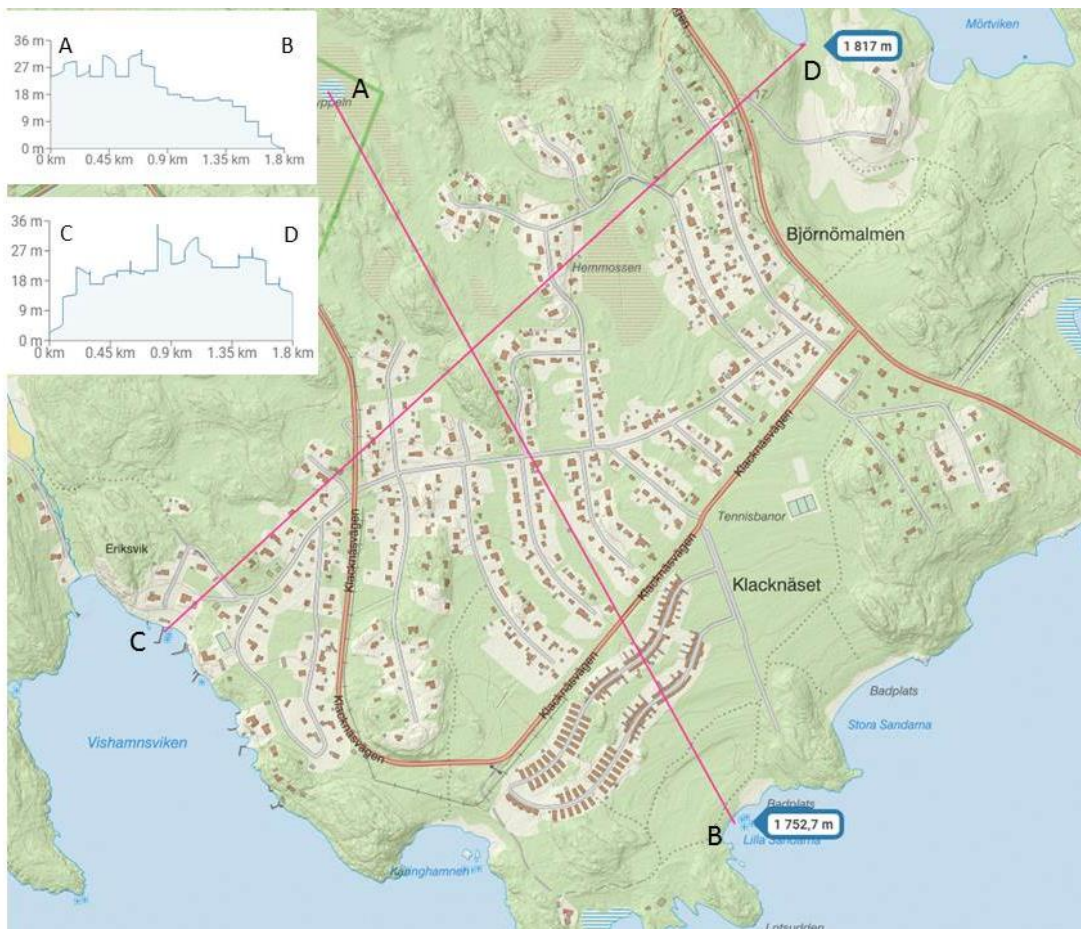 A B
36 m
27 m
18 m
9 m
0 m
0 km 0.45 km 0.9 km 1.35 km 1.8 km
C D
36 m
27 m
18 m
9 m
0 m
0 km 0.45 km 0.9 km 1.35 km 1.8 km
Mörtviken
1 817 m
D
A
17
Björnömalmen
Hemmossen
Klacknäsvägen
Tennisbanor
Klacknäsvägen
Eriksvik
Klacknäsvägen
Klacknäset
C
Klacknäsvägen
Badplats
Klacknäsvägen
Stora Sandarna
Vishamnsviken
Badplats
1 752,7 m
B
Lilla Sandarna